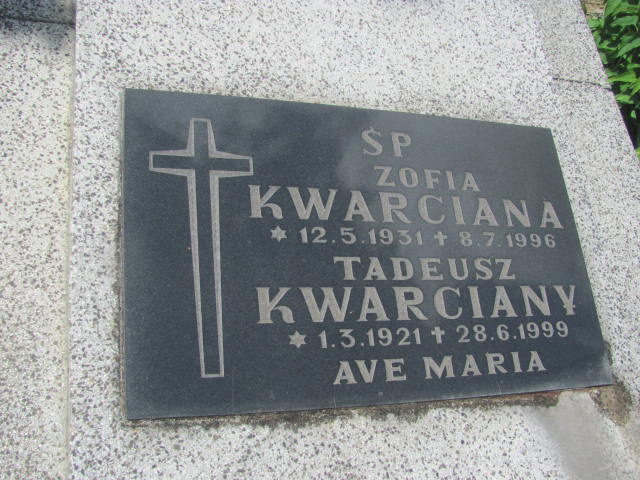 ŚP
ZOFIA
KWARCIANA
* 12.5.1931 ✝ 8.7.1996
TADEUSZ
KWARCIANY
* 1.3.1921 ✝ 28.6.1999
AVE MARIA